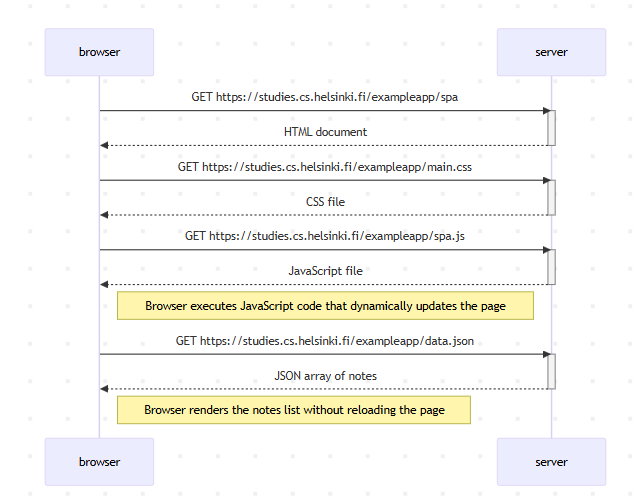 browser server
GET https://studies.cs.helsinki.fi/exampleapp/spa
HTML document
GET https://studies.cs.helsinki.fi/exampleapp/main.css
CSS file
GET https://studies.cs.helsinki.fi/exampleapp/spa.js
JavaScript file
Browser executes JavaScript code that dynamically updates the page
GET https://studies.cs.helsinki.fi/exampleapp/data.json
JSON array of notes
Browser renders the notes list without reloading the page
browser server